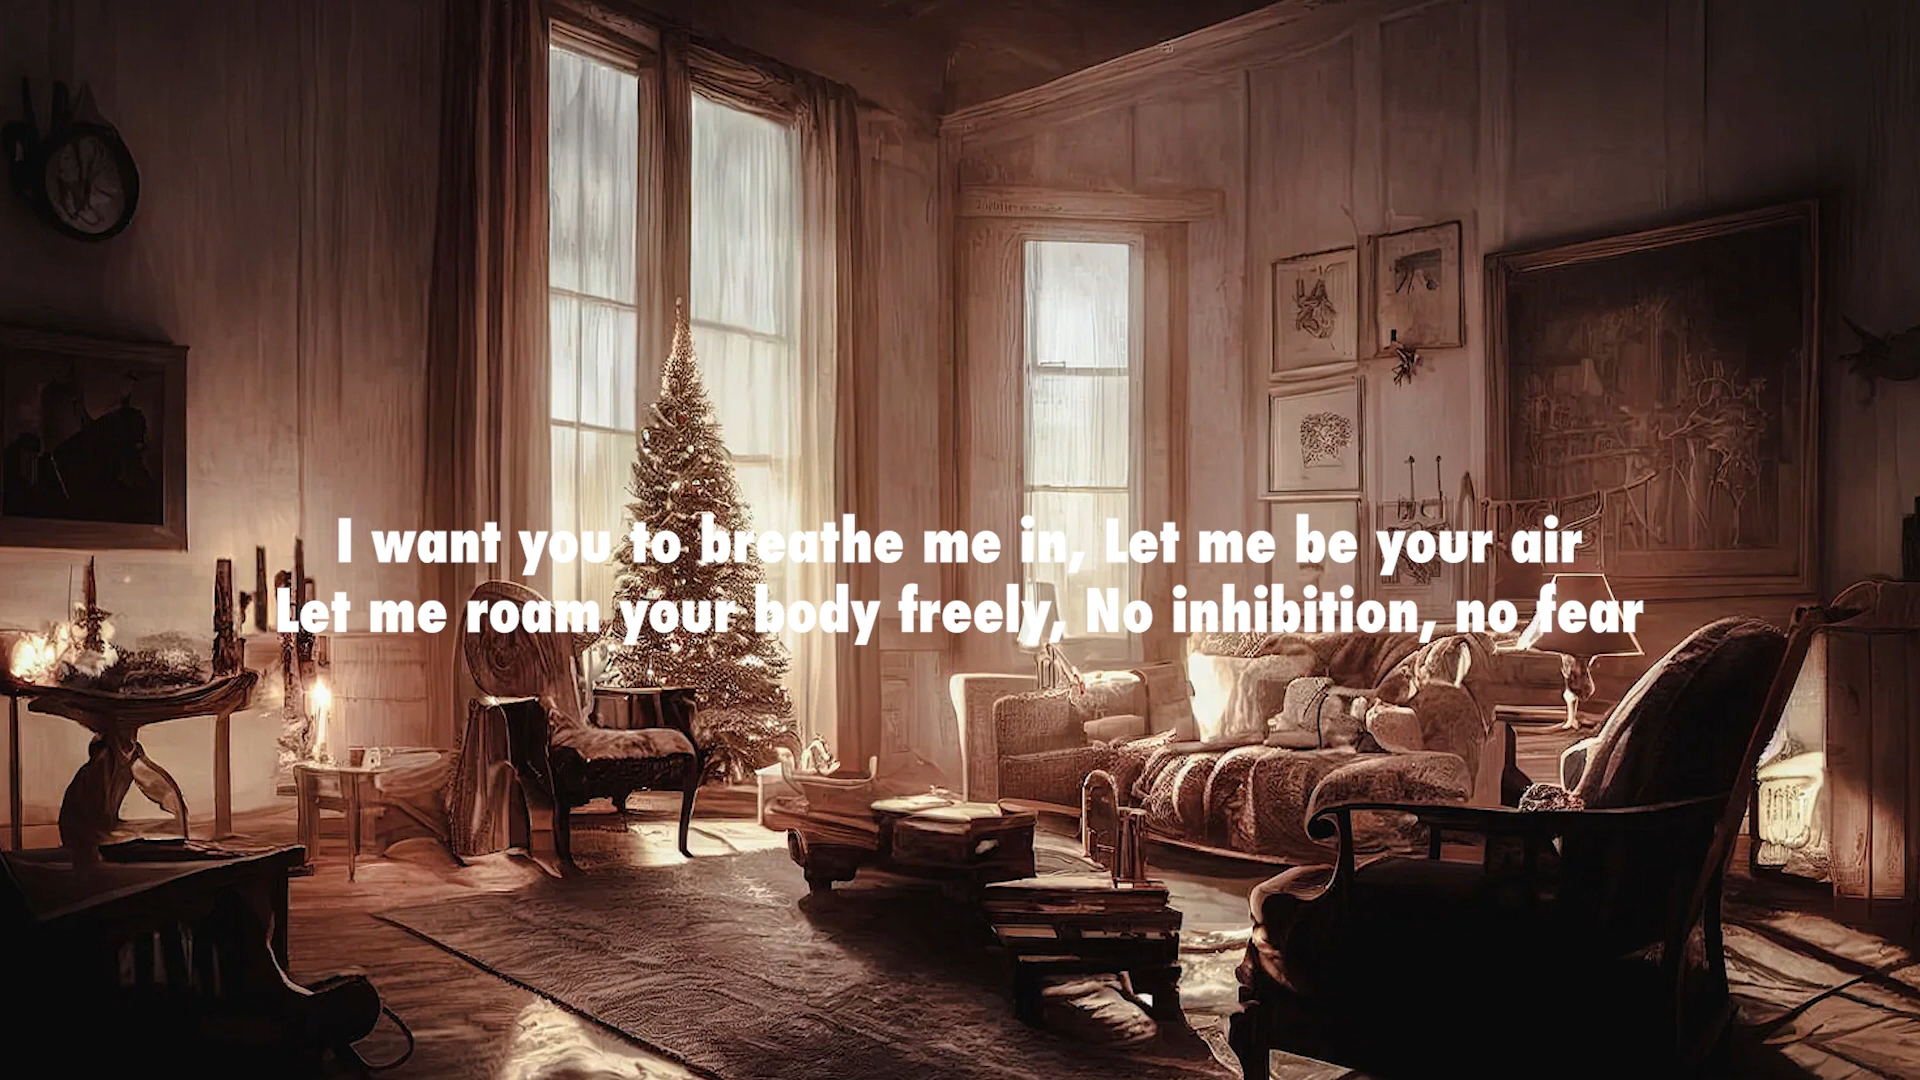 I want you to breathe me in, Let me be your air
Let me roam your body freely, No inhibition, no fear